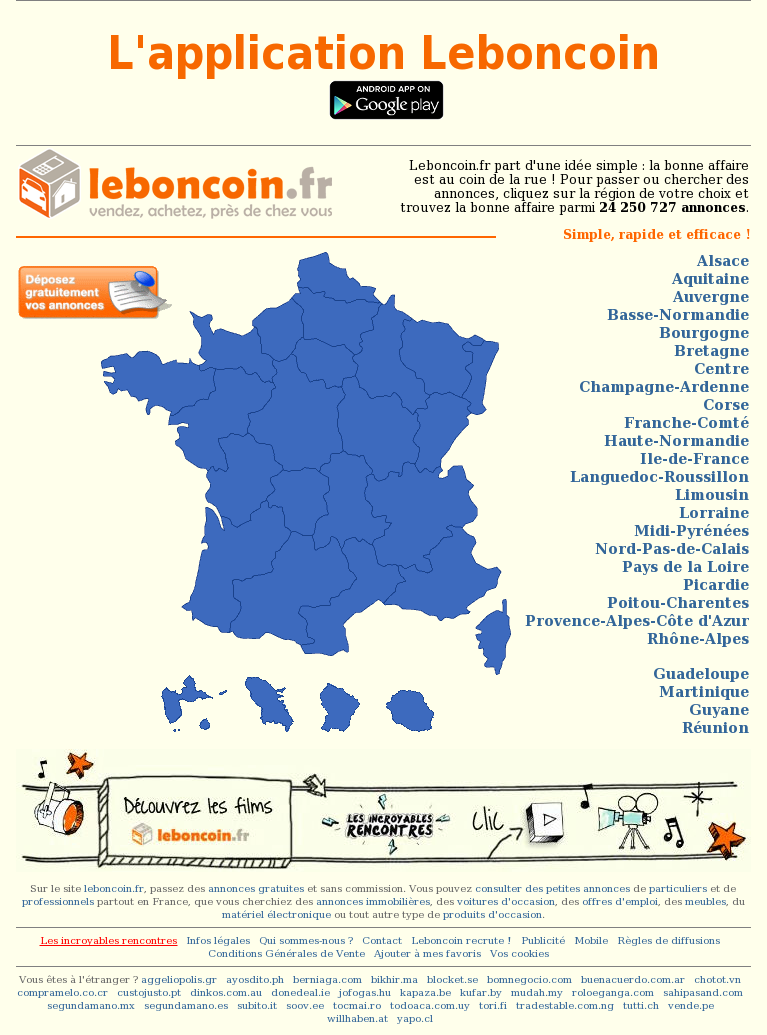 L'application Leboncoin
ANDROID APP ON
Google play
leboncoin.fr
vendez, achetez, près de chez vous
Leboncoin.fr part d'une idée simple : la bonne affaire
est au coin de la rue ! Pour passer ou chercher des
annonces, cliquez sur la région de votre choix et
trouvez la bonne affaire parmi 24 250 727 annonces.
Simple, rapide et efficace !
Déposez
gratuitement
vos annonces
Alsace
Aquitaine
Auvergne
Basse-Normandie
Bourgogne
Bretagne
Centre
Champagne-Ardenne
Corse
Franche-Comté
Haute-Normandie
Ile-de-France
Languedoc-Roussillon
Limousin
Lorraine
Midi-Pyrénées
Nord-Pas-de-Calais
Pays de la Loire
Picardie
Poitou-Charentes
Provence-Alpes-Côte d'Azur
Rhône-Alpes
Guadeloupe
Martinique
Guyane
Réunion
Découvrez les films
leboncoin.fr
LES INCROYABLES
RENCONTRES
clic
Sur le site leboncoin.fr, passez des annonces gratuites et sans commission. Vous pouvez consulter des petites annonces de particuliers et de
professionnels partout en France, que vous cherchiez des annonces immobilières, des voitures d'occasion, des offres d'emploi, des meubles, du
matériel électronique ou tout autre type de produits d'occasion.
Les incroyables rencontres Infos légales Qui sommes-nous ? Contact Leboncoin recrute ! Publicité Mobile Règles de diffusions
Conditions Générales de Vente Ajouter à mes favoris Vos cookies
Vous êtes à l'étranger ? aggeliopolis.gr ayosdito.ph berniaga.com bikhir.ma blocket.se bomnegocio.com buenacuerdo.com.ar chotot.vn
compramelo.co.cr custojusto.pt dinkos.com.au donedeal.ie jofogas.hu kapaza.be kufar.by mudah.my roloeganga.com sahipasand.com
segundamano.mx segundamano.es subito.it soov.ee tocmai.ro todoaca.com.uy tori.fi tradestable.com.ng tutti.ch vende.pe
willhaben.at yapo.cl